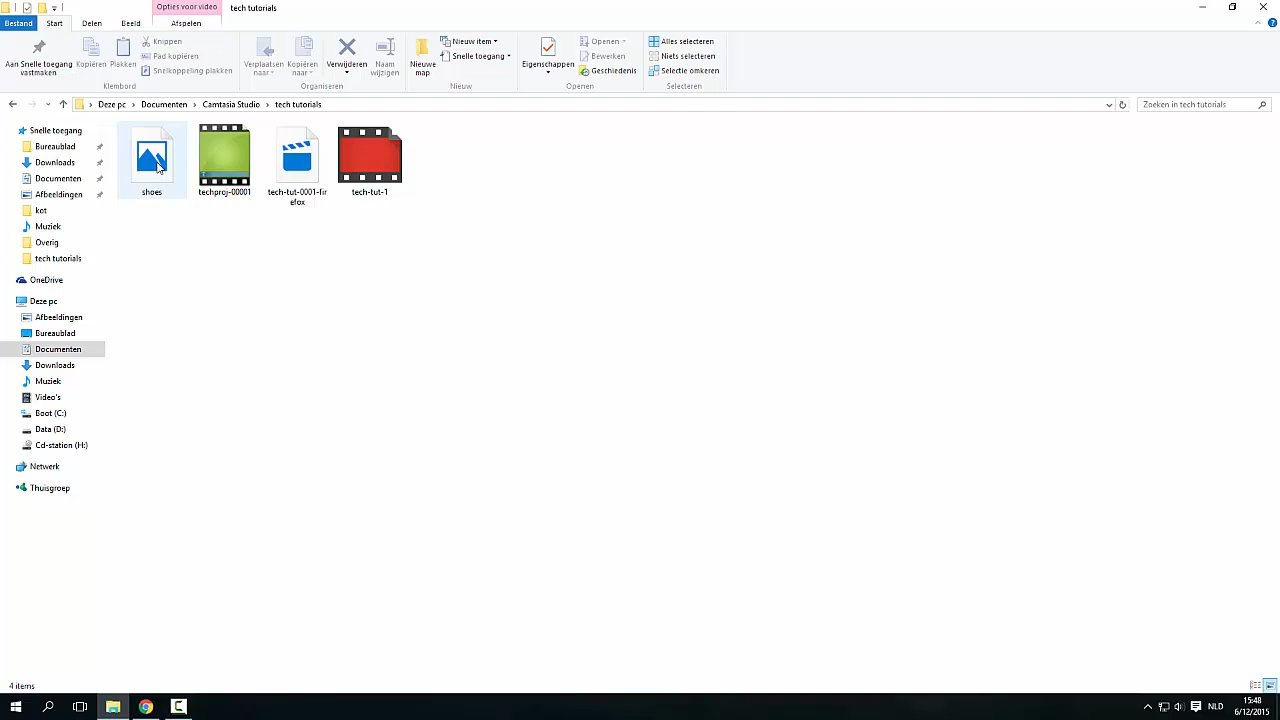 Opties voor video
tech tutorials
Bestand
Start
Delen
Beeld
Afspelen
Aan Snelle toegang
vastmaken
Kopiëren
Plakken
Knippen
Pad kopiëren
Snelkoppeling plakken
Klembord
Verplaatsen
naar
Kopiëren
naar
Verwijderen
Naam
wijzigen
Organiseren
Nieuwe
map
Nieuw item
Snelle toegang
Nieuw
Eigenschappen
Openen
Bewerken
Geschiedenis
Openen
Alles selecteren
Niets selecteren
Selectie omkeren
Selecteren
Deze pc
Documenten
Camtasia Studio
tech tutorials
Zoeken in tech tutorials
Snelle toegang
Bureaublad
Downloads
Documenten
Afbeeldingen
kot
Muziek
Overig
tech tutorials
OneDrive
Deze pc
Afbeeldingen
Bureaublad
Documenten
Downloads
Muziek
Video's
Boot (C:)
Data (D:)
Cd-station (H:)
Netwerk
Thuisgroep
shoes
techproj-00001
tech-tut-0001-fir
efox
tech-tut-1
4 items
NLD
15:48
6/12/2015